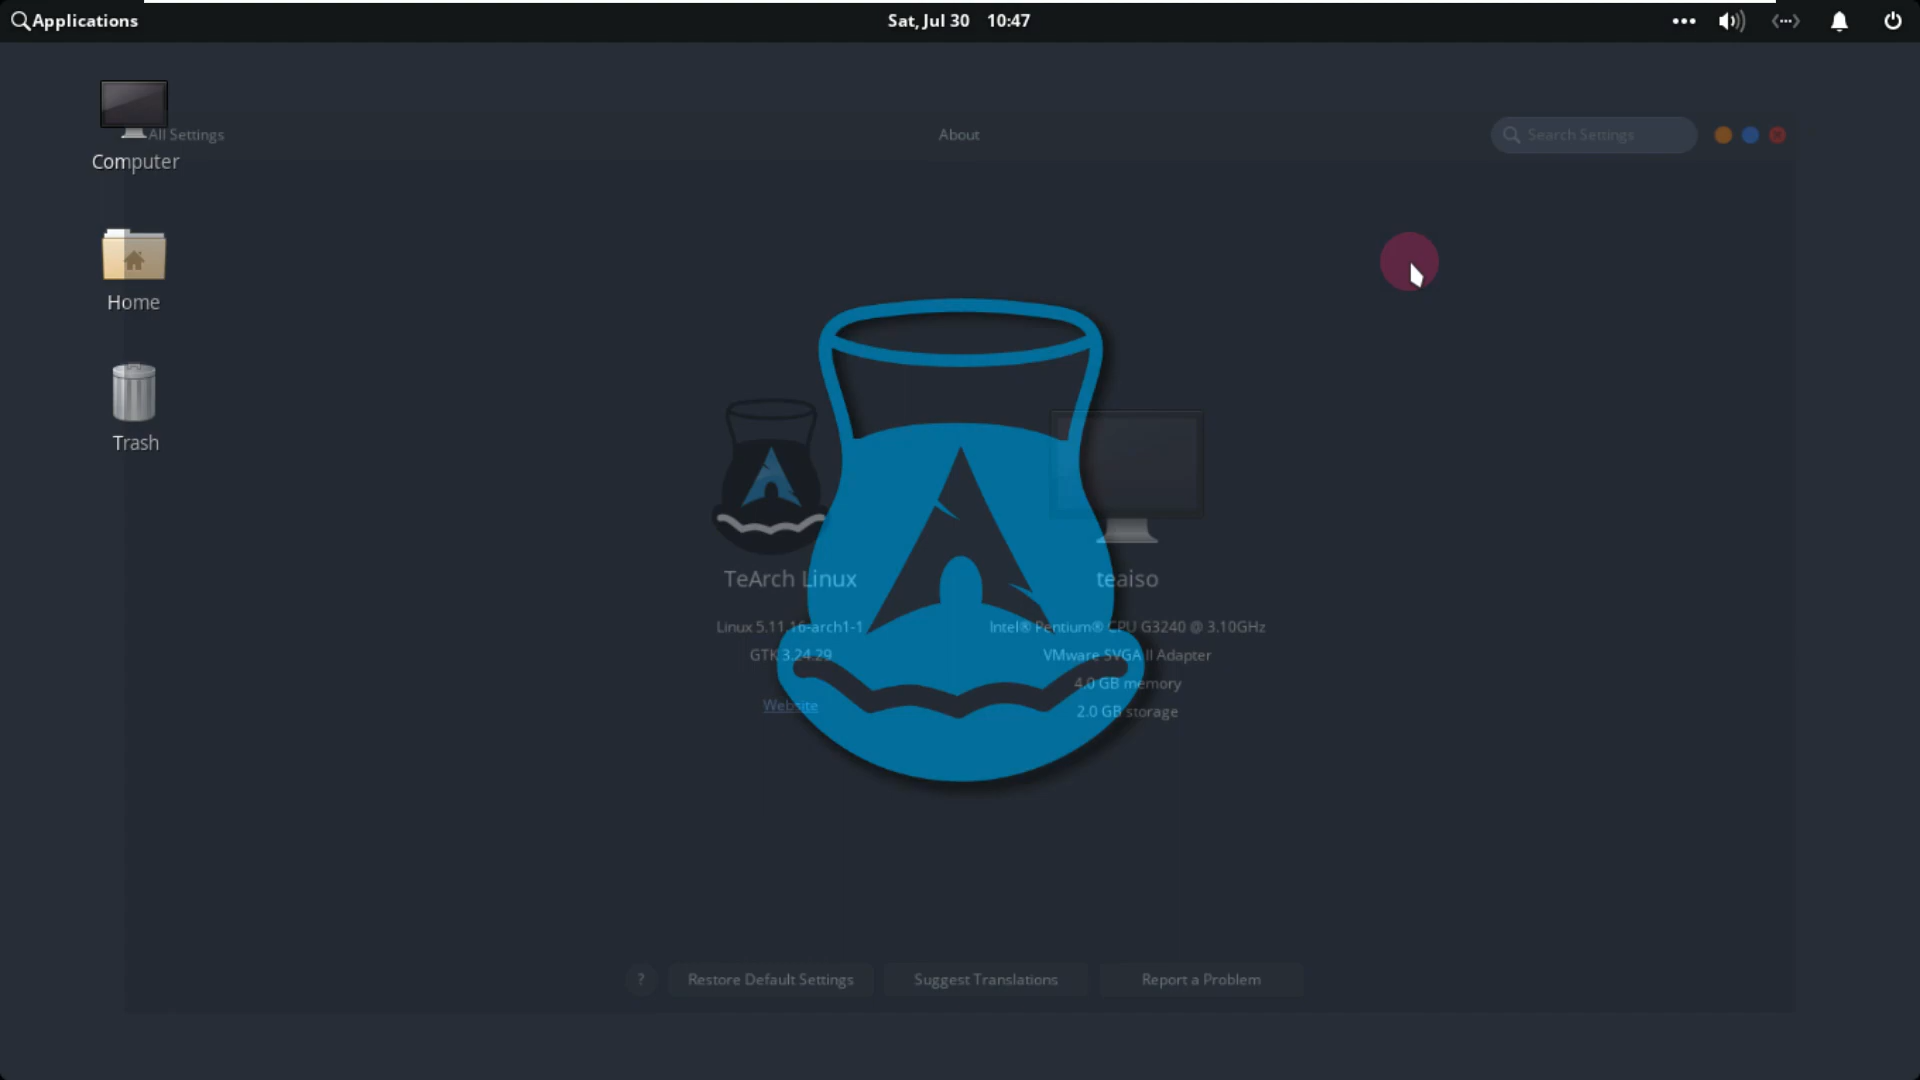 Applications
Sat, Jul 30 10:47
Computer
All Settings
About
Search Settings
Home
Trash
TeArch Linux
Linux 5.11.16-arch1-1
GTK 3.24.29
Website
teaiso
Intel® Pentium® CPU G3240 @ 3.10GHz
VMware SVGA II Adapter
4.0 GB memory
2.0 GB storage
?
Restore Default Settings
Suggest Translations
Report a Problem